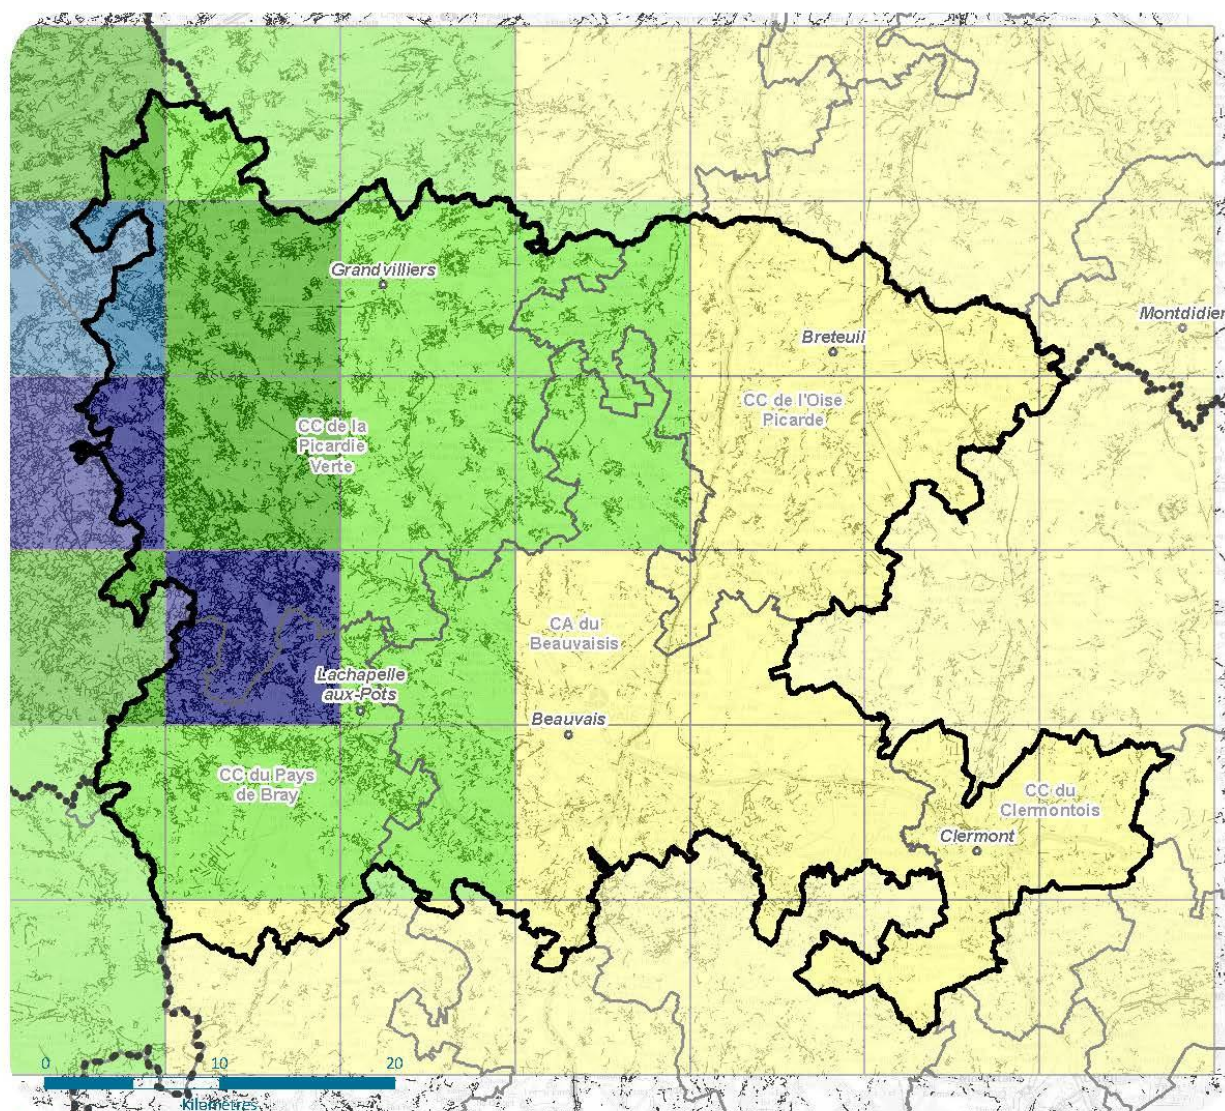 Grandvilliers
Montdidier
Breteuil
CC de l'Oise
Picarde
CC de la
Picardie
Verte
CA du
Beauvaisis
Lachapelle
aux-Pots
Beauvais
CC du Pays
de Bray
CC du
Clermontois
Clermont
0 10 20
Kilomètres